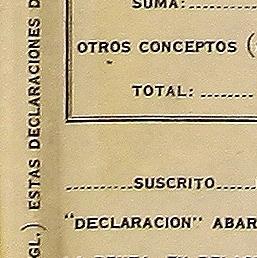 SUMA:
OTROS CONCEPTOS (
TOTAL:
SUSCRITO
"DECLARACION" ABAR
GL.) ESTAS DECLARACIONES D